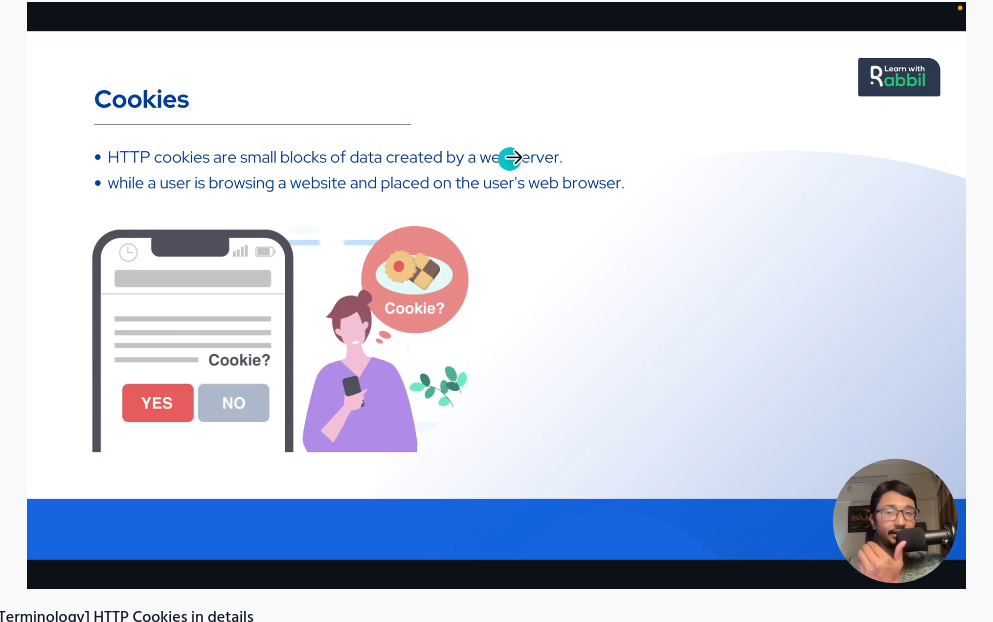 Learn with
Rabbil
Cookies
• HTTP cookies are small blocks of data created by a we erver.
• while a user is browsing a website and placed on the user's web browser.
Cookie?
Cookie?
YES NO
Terminology] HTTP Cookies in details